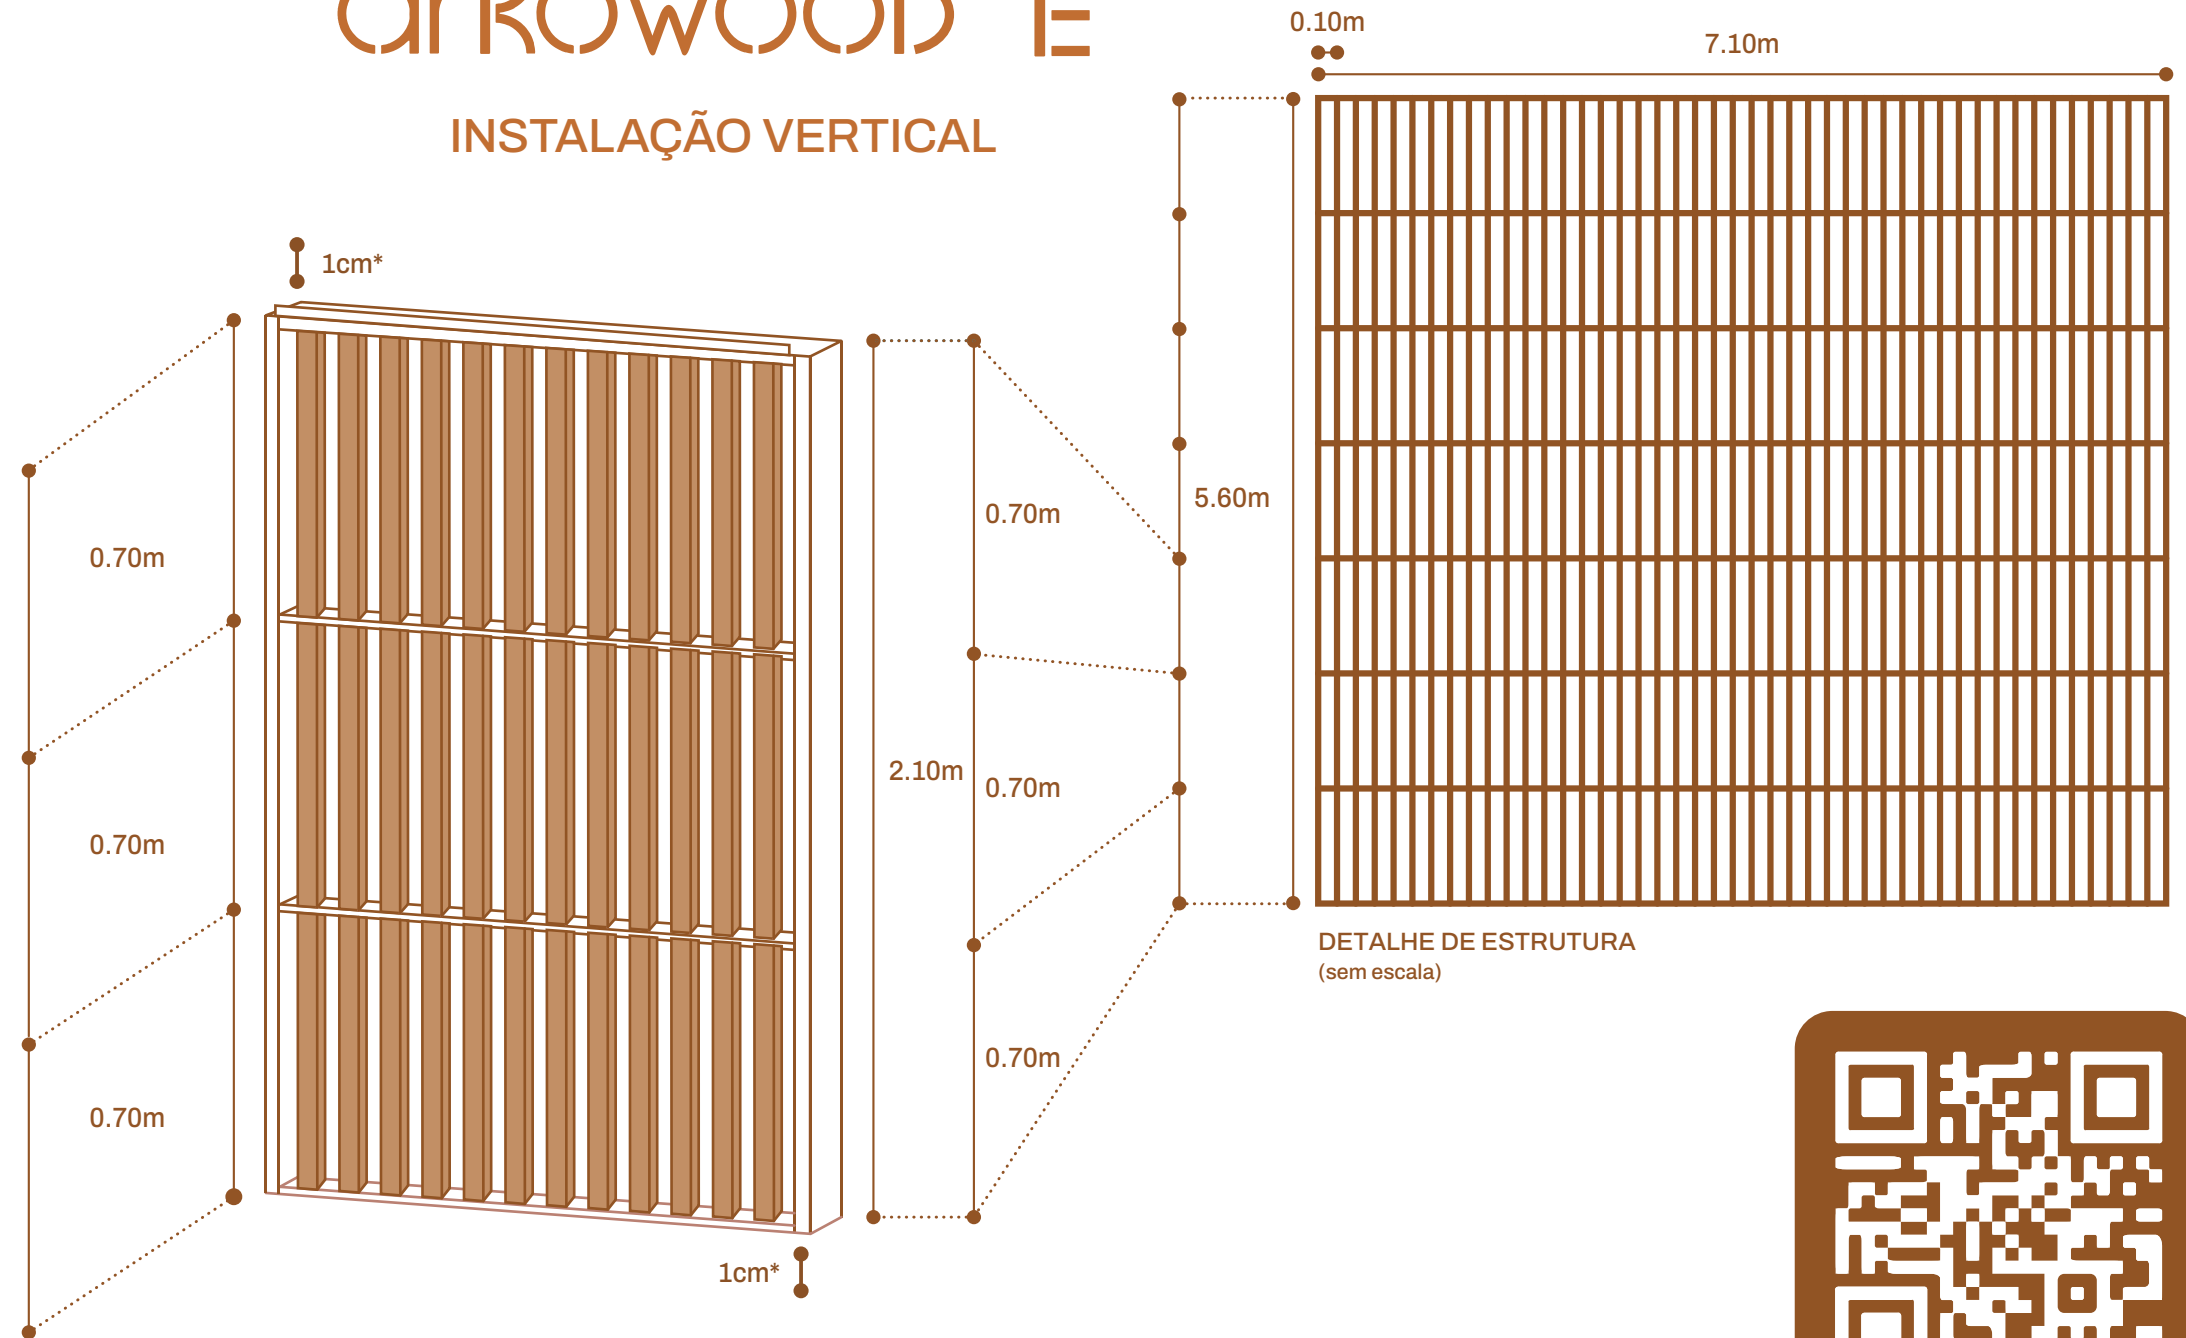 arkowood E
INSTALAÇÃO VERTICAL
0.10m
7.10m
1cm*
0.70m
0.70m
0.70m
2.10m
0.70m
0.70m
0.70m
5.60m
1cm*
DETALHE DE ESTRUTURA
(sem escala)